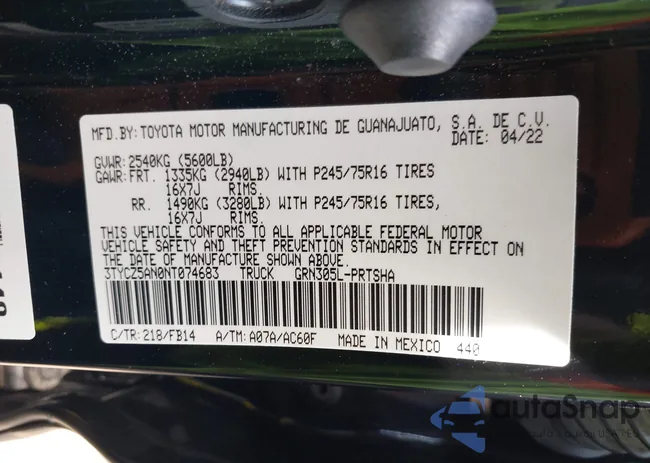 MFD.BY:TOYOTA MOTOR MANUFACTURING DE GUANAJUATO, S.A. DE C.V.
DATE: 04/22
GVWR:2540KG (5600LB)
GAWR:FRT. 1335KG (2940LB) WITH P245/75R16 TIRES
16X7J RIMS.
RR. 1490KG (3280LB) WITH P245/75R16 TIRES,
16X7J RIMS.
THIS VEHICLE CONFORMS TO ALL APPLICABLE FEDERAL MOTOR
VEHICLE SAFETY AND THEFT PREVENTION STANDARDS IN EFFECT ON
THE DATE OF MANUFACTURE SHOWN ABOVE.
3TYCZ5AN0NT074683 TRUCK GRN305L-PRTSHA
C/TR:218/FB14 A/TM:A07A/AC60F MADE IN MEXICO 440
autoSnap